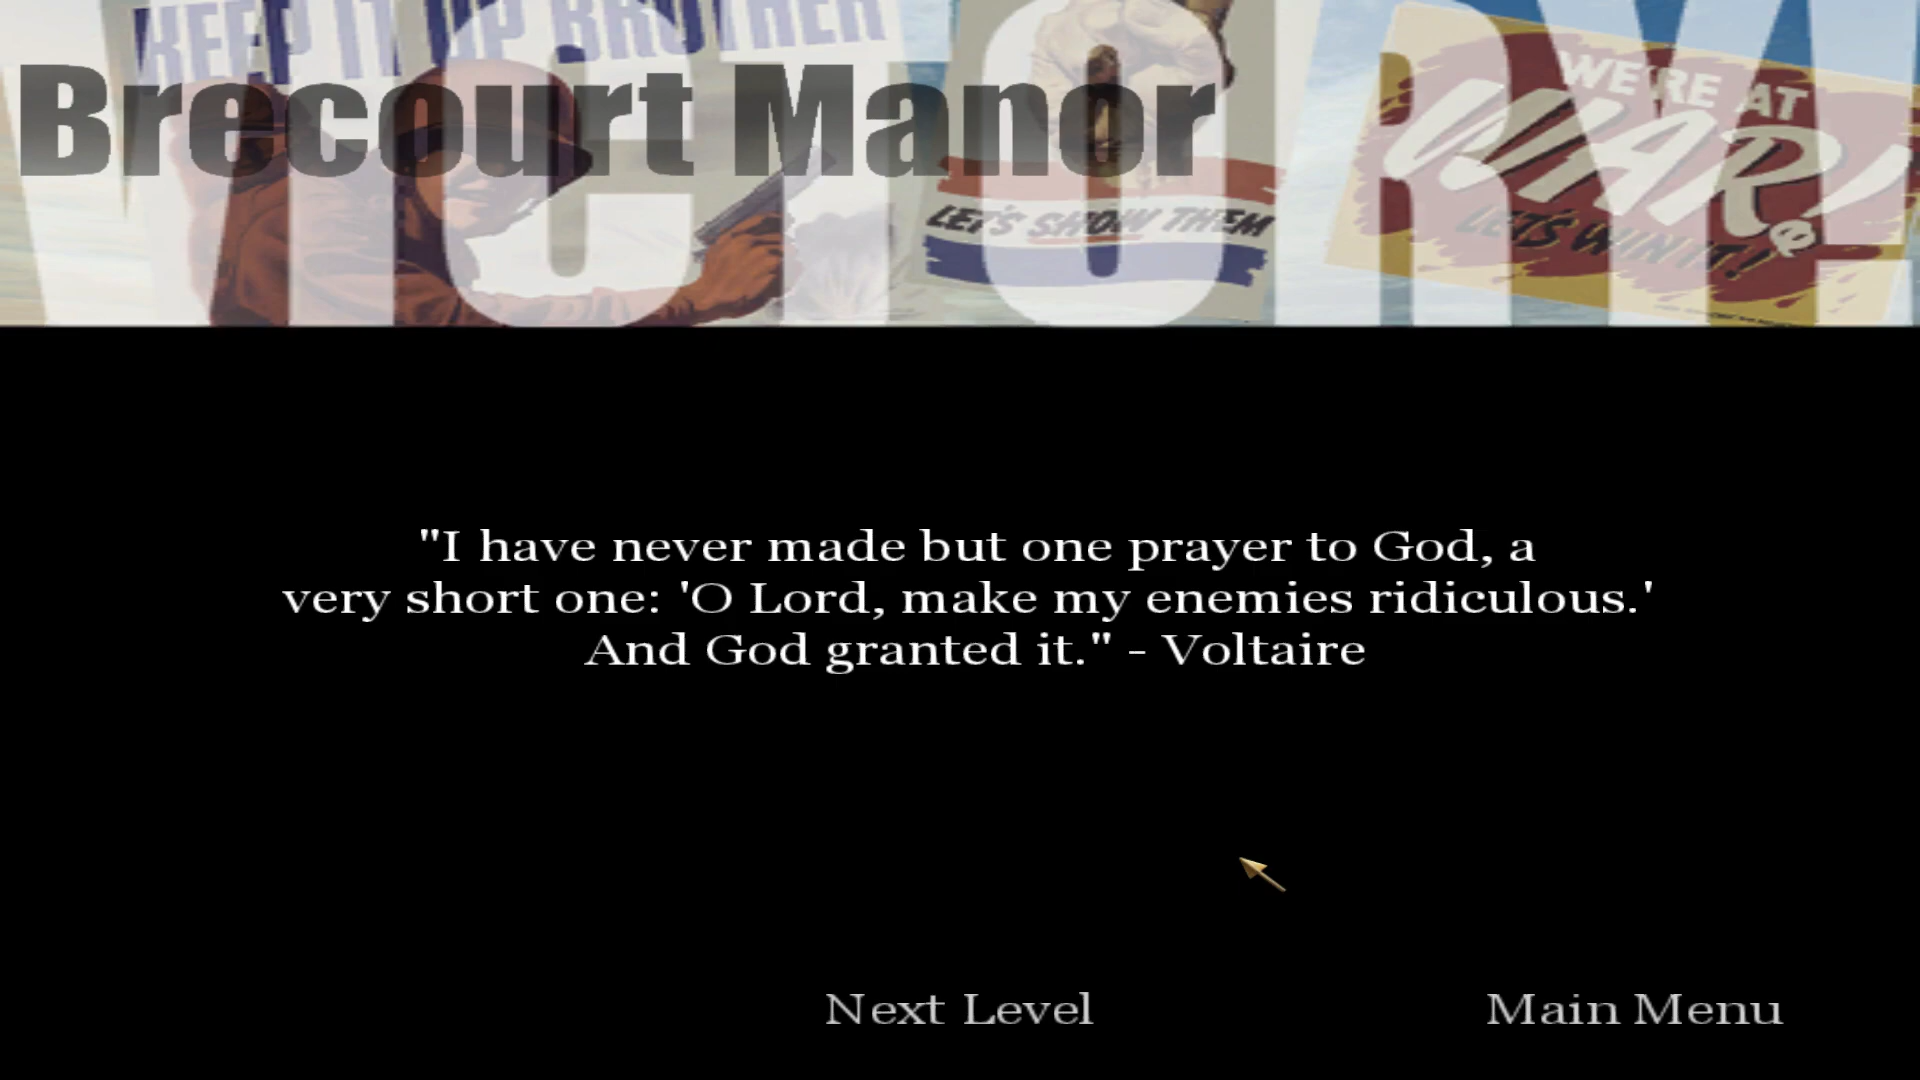 KEEP IT UP BROTHER
VICTORY
Brecourt Manor
LET'S SHOW THEM
WE'RE AT
WAR!
LET'S WIN IT!
"I have never made but one prayer to God, a
very short one: 'O Lord, make my enemies ridiculous.'
And God granted it." - Voltaire
Next Level
Main Menu